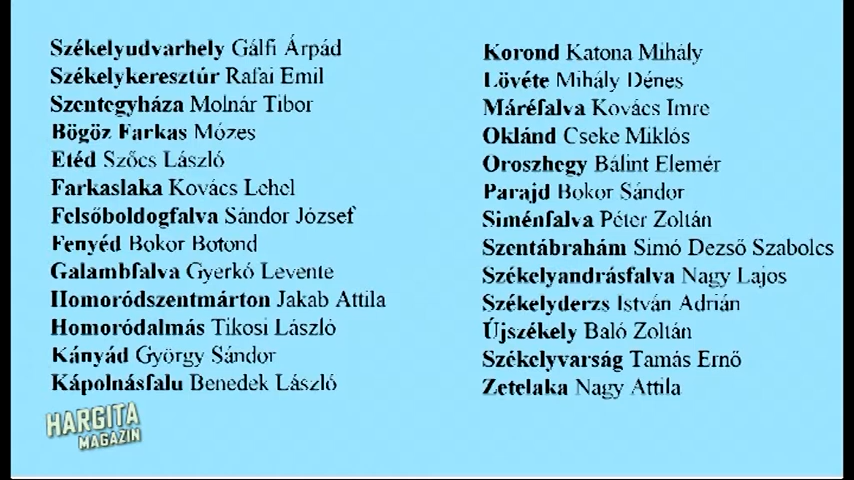 Székelyudvarhely Gálfi Árpád
Székelykeresztúr Rafai Emil
Szentegyháza Molnár Tibor
Bögöz Farkas Mózes
Etéd Szőcs László
Farkaslaka Kovács Lehel
Felsőboldogfalva Sándor József
Fenyéd Bokor Botond
Galambfalva Gyerkó Levente
Homoródszentmárton Jakab Attila
Homoródalmás Tikosi László
Kányád György Sándor
Kápolnásfalu Benedek László
Korond Katona Mihály
Lövéte Mihály Dénes
Máréfalva Kovács Imre
Oklánd Cseke Miklós
Oroszhegy Bálint Elemér
Parajd Bokor Sándor
Siménfalva Péter Zoltán
Szentábrahám Simó Dezső Szabolcs
Székelyandrásfalva Nagy Lajos
Székelyderzs István Adrián
Újszékely Baló Zoltán
Székelyvarság Tamás Ernő
Zetelaka Nagy Attila
HARGITA
MAGAZIN